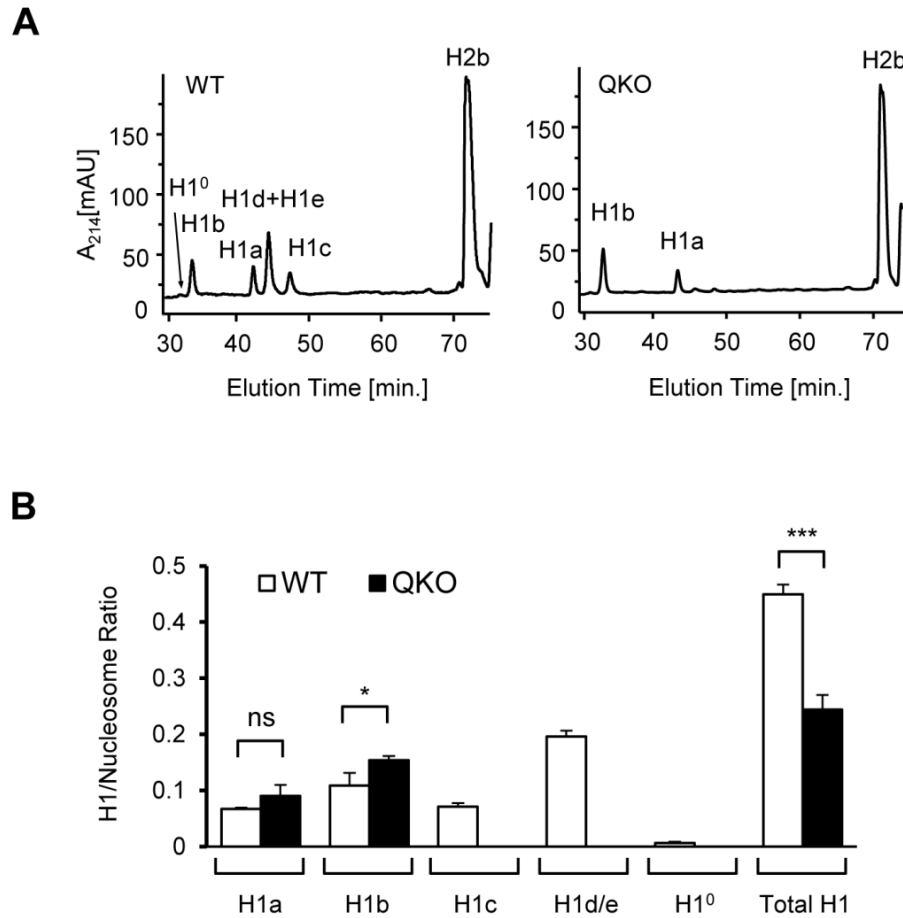 A
WT
H2b
150
100
50
0
A₂₁₄[mAU]
H1⁰
H1b
H1d+H1e
H1a
H1c
30 40 50 60 70
Elution Time [min.]
QKO
H2b
150
100
50
0
H1b
H1a
30 40 50 60 70
Elution Time [min.]
B
H1/Nucleosome Ratio
0.5
0.4
0.3
0.2
0.1
0
WT QKO
ns
*
***
H1a H1b H1c H1d/e H1⁰ Total H1